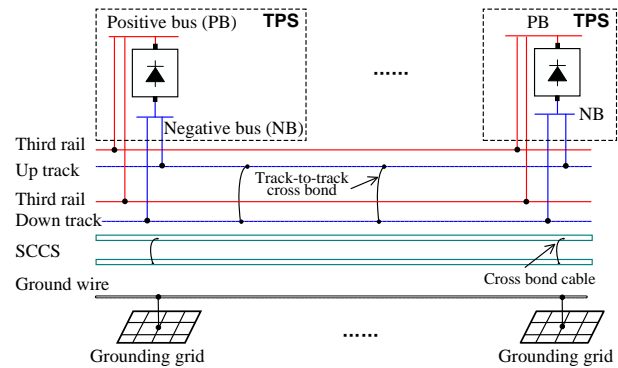 Positive bus (PB)
TPS
PB
TPS
......
Negative bus (NB)
NB
Third rail
Up track
Track-to-track
cross bond
Third rail
Down track
SCCS
Cross bond cable
Ground wire
......
Grounding grid
Grounding grid